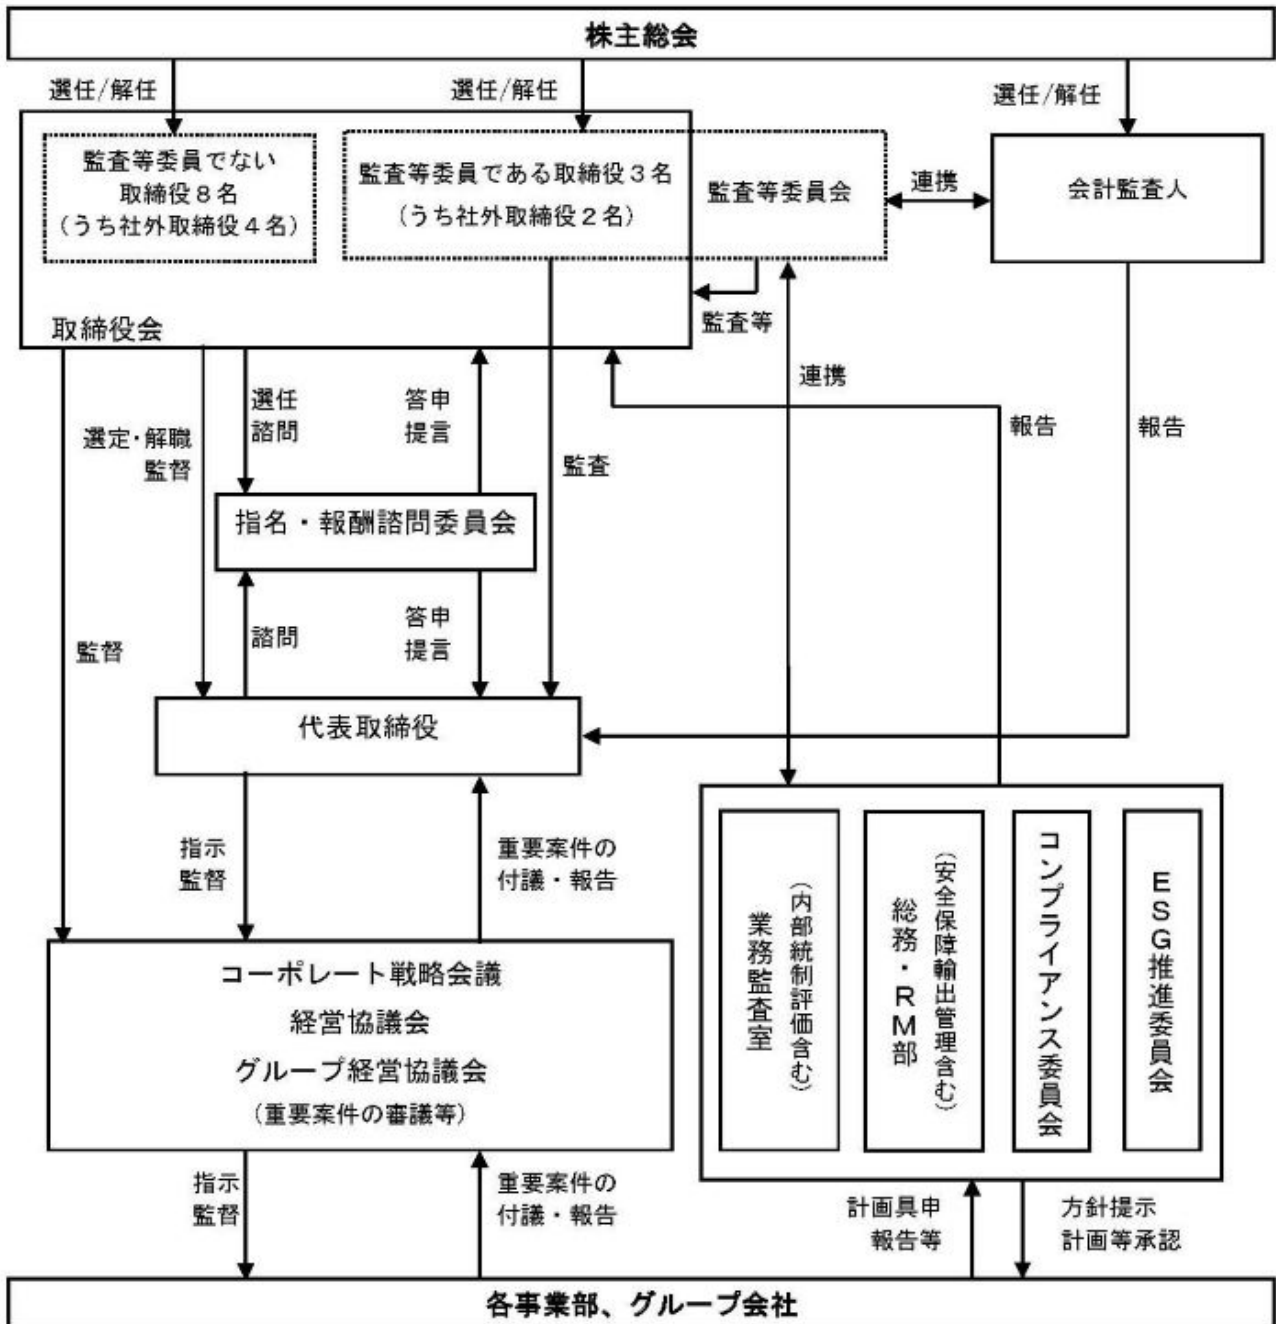 株主総会
選任/解任
選任/解任
選任/解任
監査等委員でない
取締役８名
（うち社外取締役４名）
監査等委員である取締役３名
（うち社外取締役２名）
監査等委員会
連携
会計監査人
取締役会
監査等
連携
選定・解職
監督
選任
諮問
答申
提言
監査
報告
報告
指名・報酬諮問委員会
監督
諮問
答申
提言
代表取締役
指示
監督
重要案件の
付議・報告
コーポレート戦略会議
経営協議会
グループ経営協議会
（重要案件の審議等）
業務監査室
（内部統制評価含む）
総務・ＲＭ部
（安全保障輸出管理含む）
コンプライアンス委員会
ＥＳＧ推進委員会
指示
監督
重要案件の
付議・報告
計画具申
報告等
方針提示
計画等承認
各事業部、グループ会社